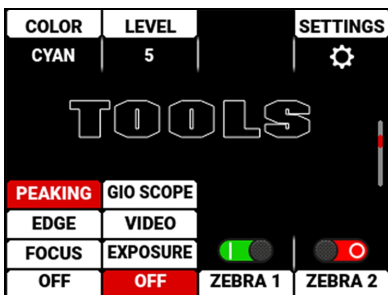 COLOR LEVEL SETTINGS
CYAN 5
TOOLS
PEAKING GIO SCOPE
EDGE VIDEO
FOCUS EXPOSURE
OFF OFF ZEBRA 1 ZEBRA 2